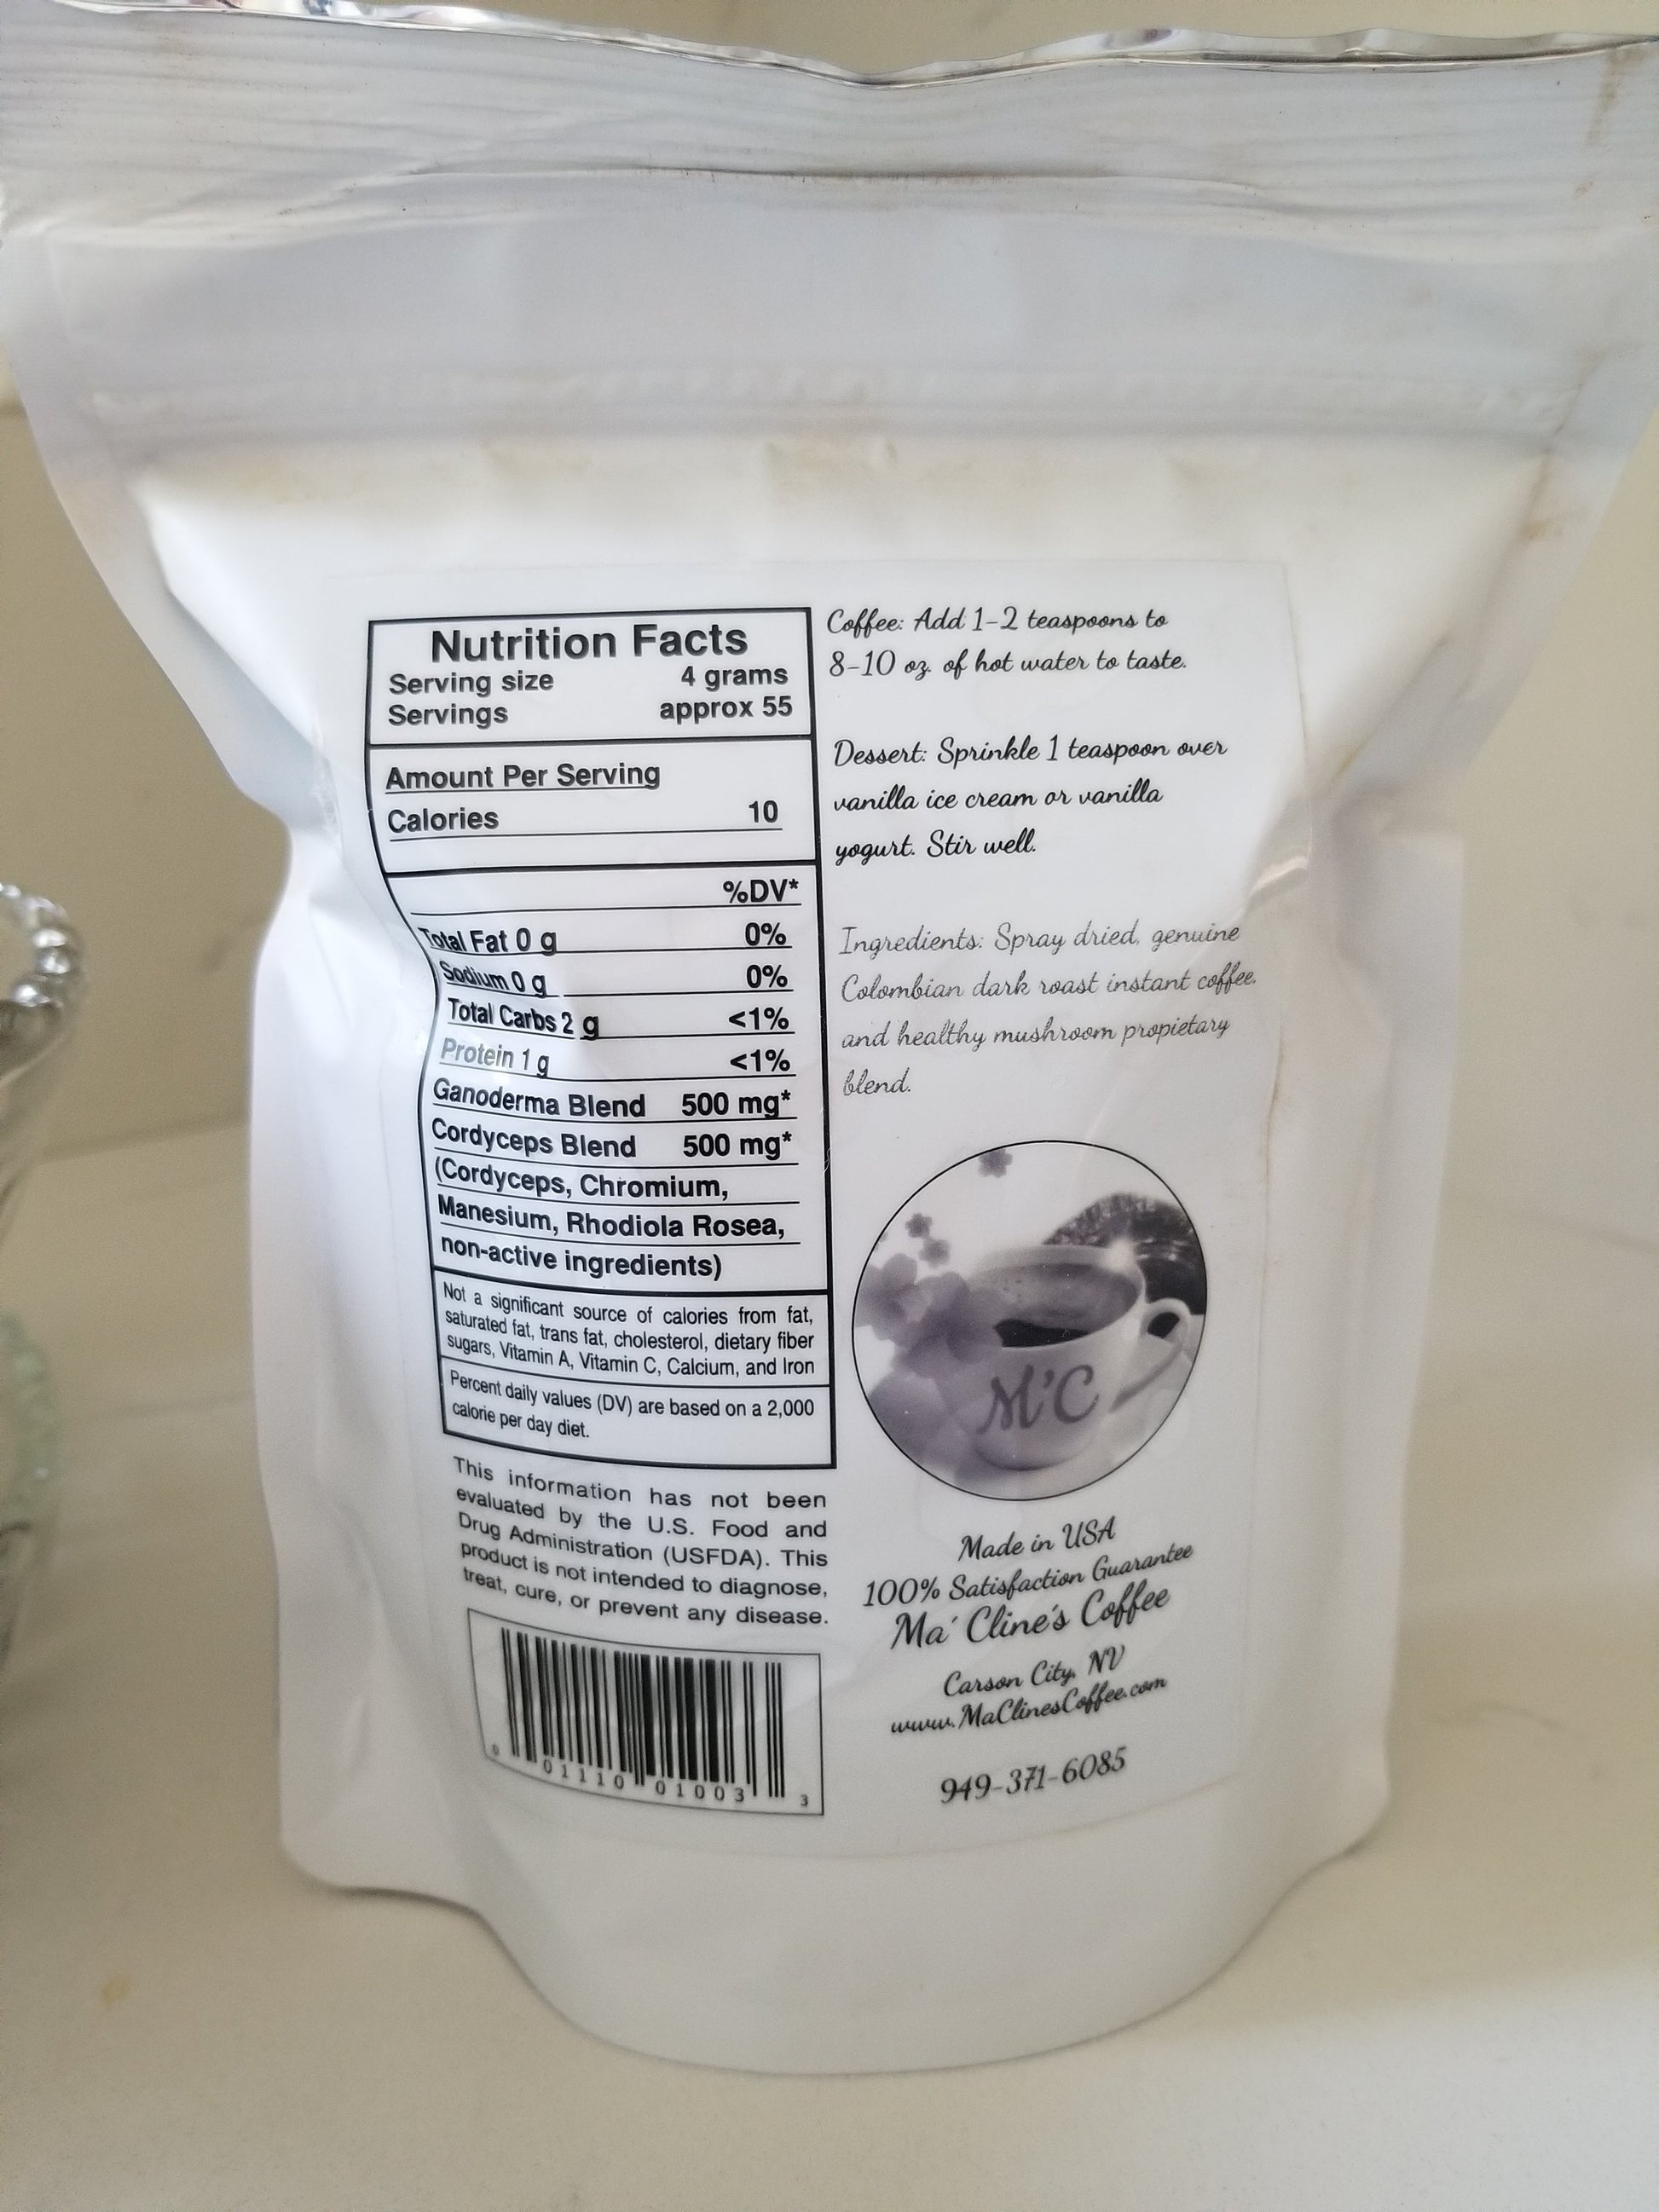 Nutrition Facts
Serving size 4 grams
Servings approx 55
Amount Per Serving
Calories 10
%DV*
Total Fat 0 g 0%
Sodium 0 g 0%
Total Carbs 2 g <1%
Protein 1 g <1%
Ganoderma Blend 500 mg*
Cordyceps Blend 500 mg*
(Cordyceps, Chromium,
Manesium, Rhodiola Rosea,
non-active ingredients)
Not a significant source of calories from fat,
saturated fat, trans fat, cholesterol, dietary fiber
sugars, Vitamin A, Vitamin C, Calcium, and Iron
Percent daily values (DV) are based on a 2,000
calorie per day diet.
This information has not been
evaluated by the U.S. Food and
Drug Administration (USFDA). This
product is not intended to diagnose,
treat, cure, or prevent any disease.
0 01110 01003 3
Coffee: Add 1-2 teaspoons to
8-10 oz. of hot water to taste.
Dessert: Sprinkle 1 teaspoon over
vanilla ice cream or vanilla
yogurt. Stir well.
Ingredients: Spray dried, genuine
Colombian dark roast instant coffee,
and healthy mushroom propietary
blend.
M'C
Made in USA
100% Satisfaction Guarantee
Ma' Cline's Coffee
Carson City, NV
www.MaClinesCoffee.com
949-371-6085